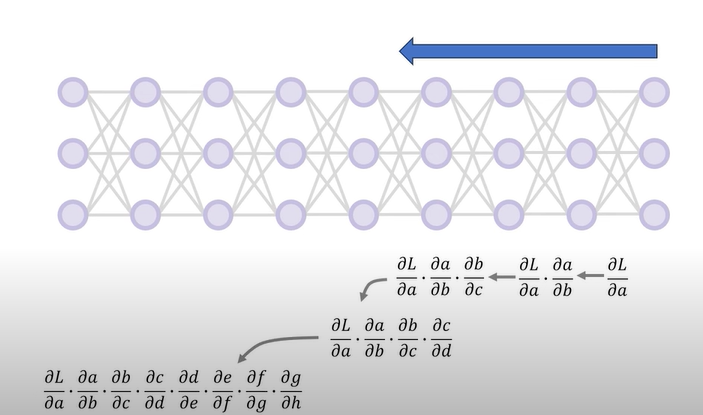 ∂L/∂a · ∂a/∂b · ∂b/∂c ← ∂L/∂a · ∂a/∂b ← ∂L/∂a
∂L/∂a · ∂a/∂b · ∂b/∂c · ∂c/∂d
∂L/∂a · ∂a/∂b · ∂b/∂c · ∂c/∂d · ∂d/∂e · ∂e/∂f · ∂f/∂g · ∂g/∂h